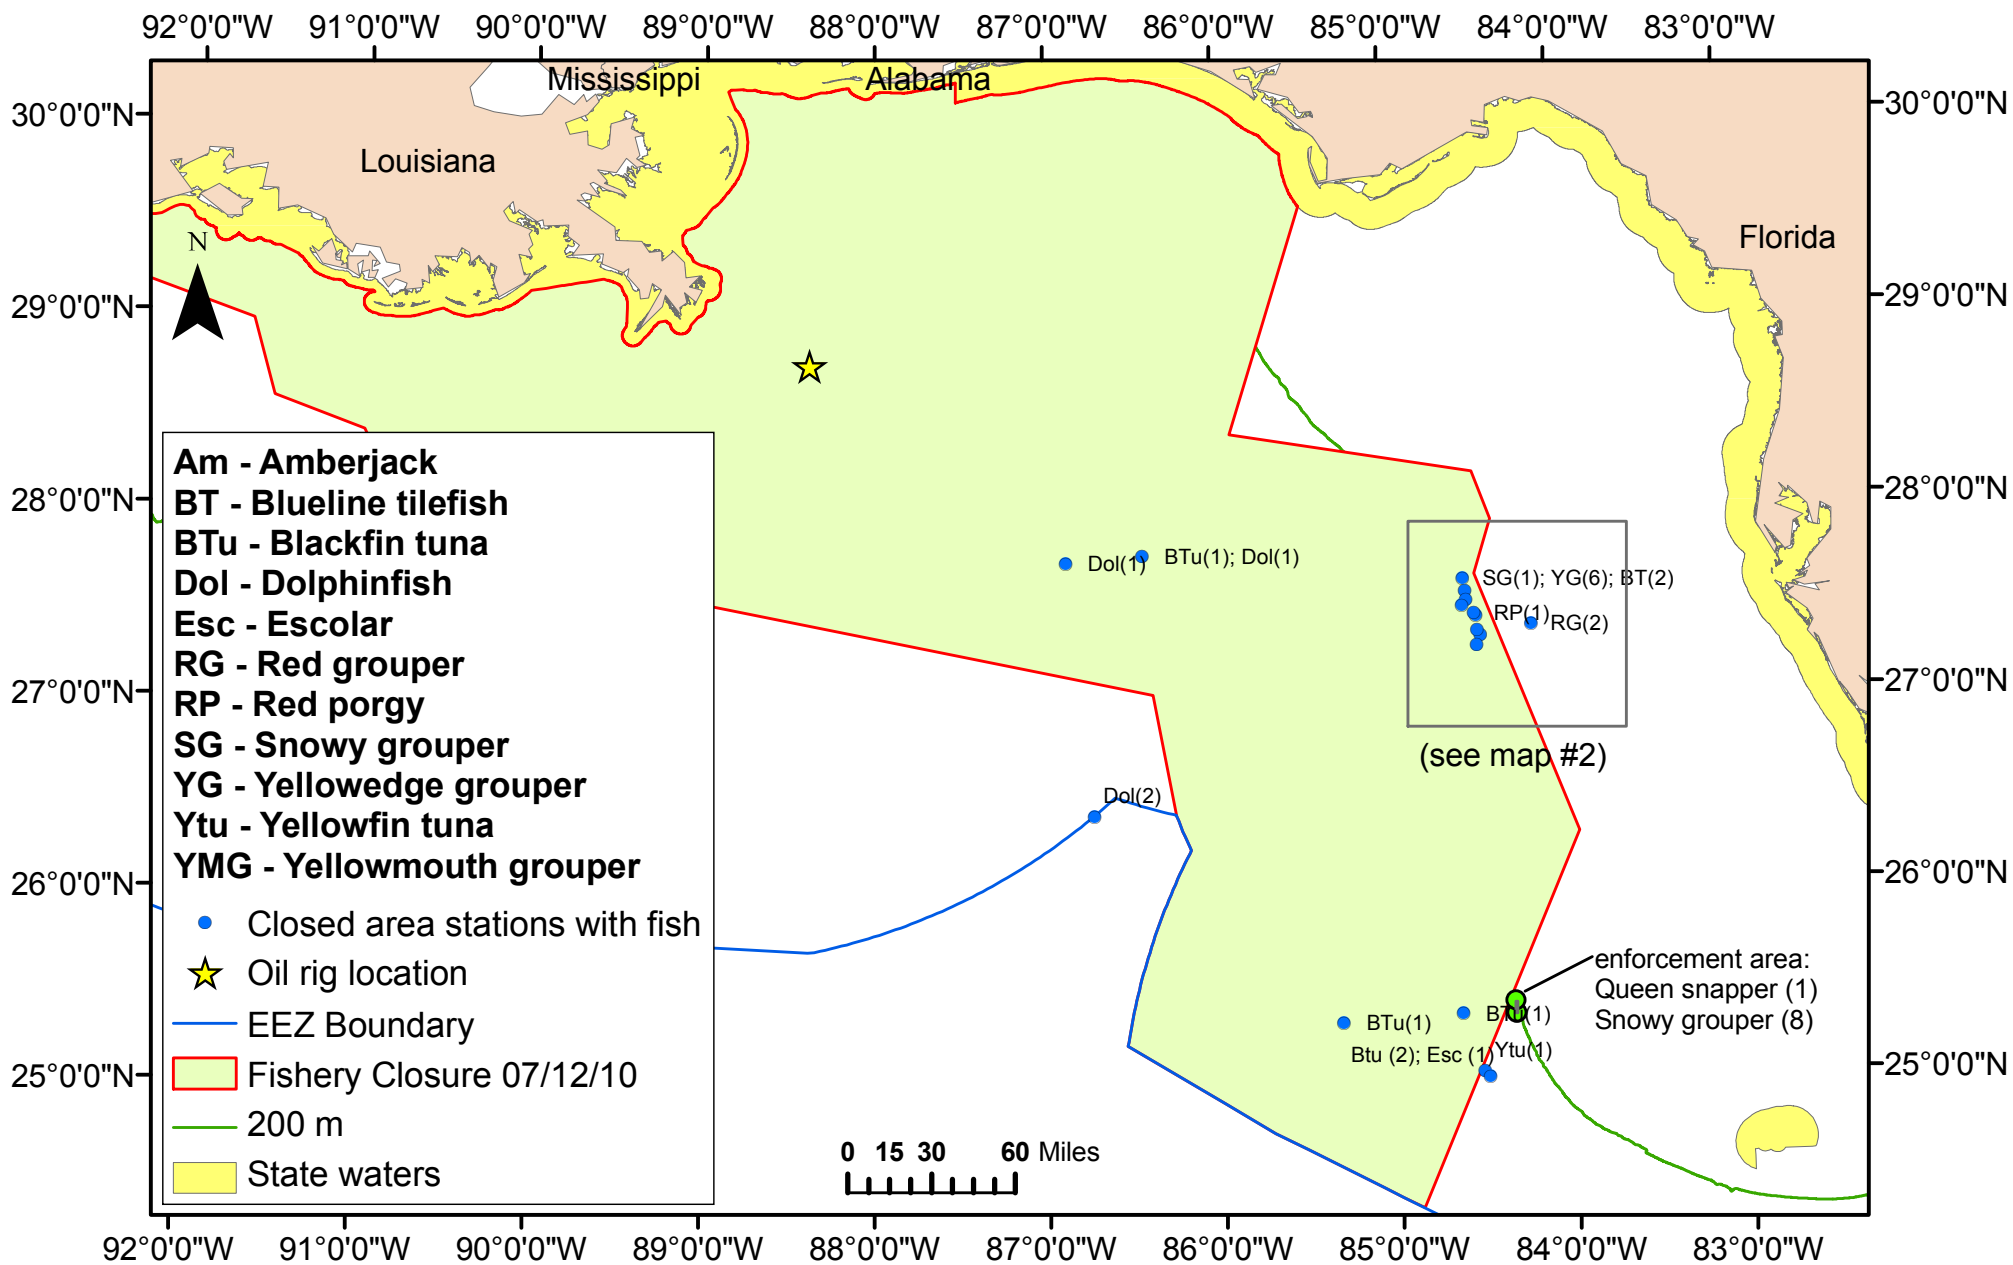 92°0'0"W 91°0'0"W 90°0'0"W 89°0'0"W 88°0'0"W 87°0'0"W 86°0'0"W 85°0'0"W 84°0'0"W 83°0'0"W
Mississippi Alabama
30°0'0"N 30°0'0"N
Louisiana
Florida
N
29°0'0"N 29°0'0"N
28°0'0"N 28°0'0"N
Dol(1) BTu(1); Dol(1)
SG(1); YG(6); BT(2)
RP(1) RG(2)
27°0'0"N 27°0'0"N
(see map #2)
Dol(2)
26°0'0"N 26°0'0"N
enforcement area:
Queen snapper (1)
Snowy grouper (8)
BTu(1) BTu(1)
Btu (2); Esc (1) Ytu(1)
25°0'0"N 25°0'0"N
Am - Amberjack
BT - Blueline tilefish
BTu - Blackfin tuna
Dol - Dolphinfish
Esc - Escolar
RG - Red grouper
RP - Red porgy
SG - Snowy grouper
YG - Yellowedge grouper
Ytu - Yellowfin tuna
YMG - Yellowmouth grouper
Closed area stations with fish
Oil rig location
EEZ Boundary
Fishery Closure 07/12/10
200 m
State waters
0 15 30 60 Miles
92°0'0"W 91°0'0"W 90°0'0"W 89°0'0"W 88°0'0"W 87°0'0"W 86°0'0"W 85°0'0"W 84°0'0"W 83°0'0"W